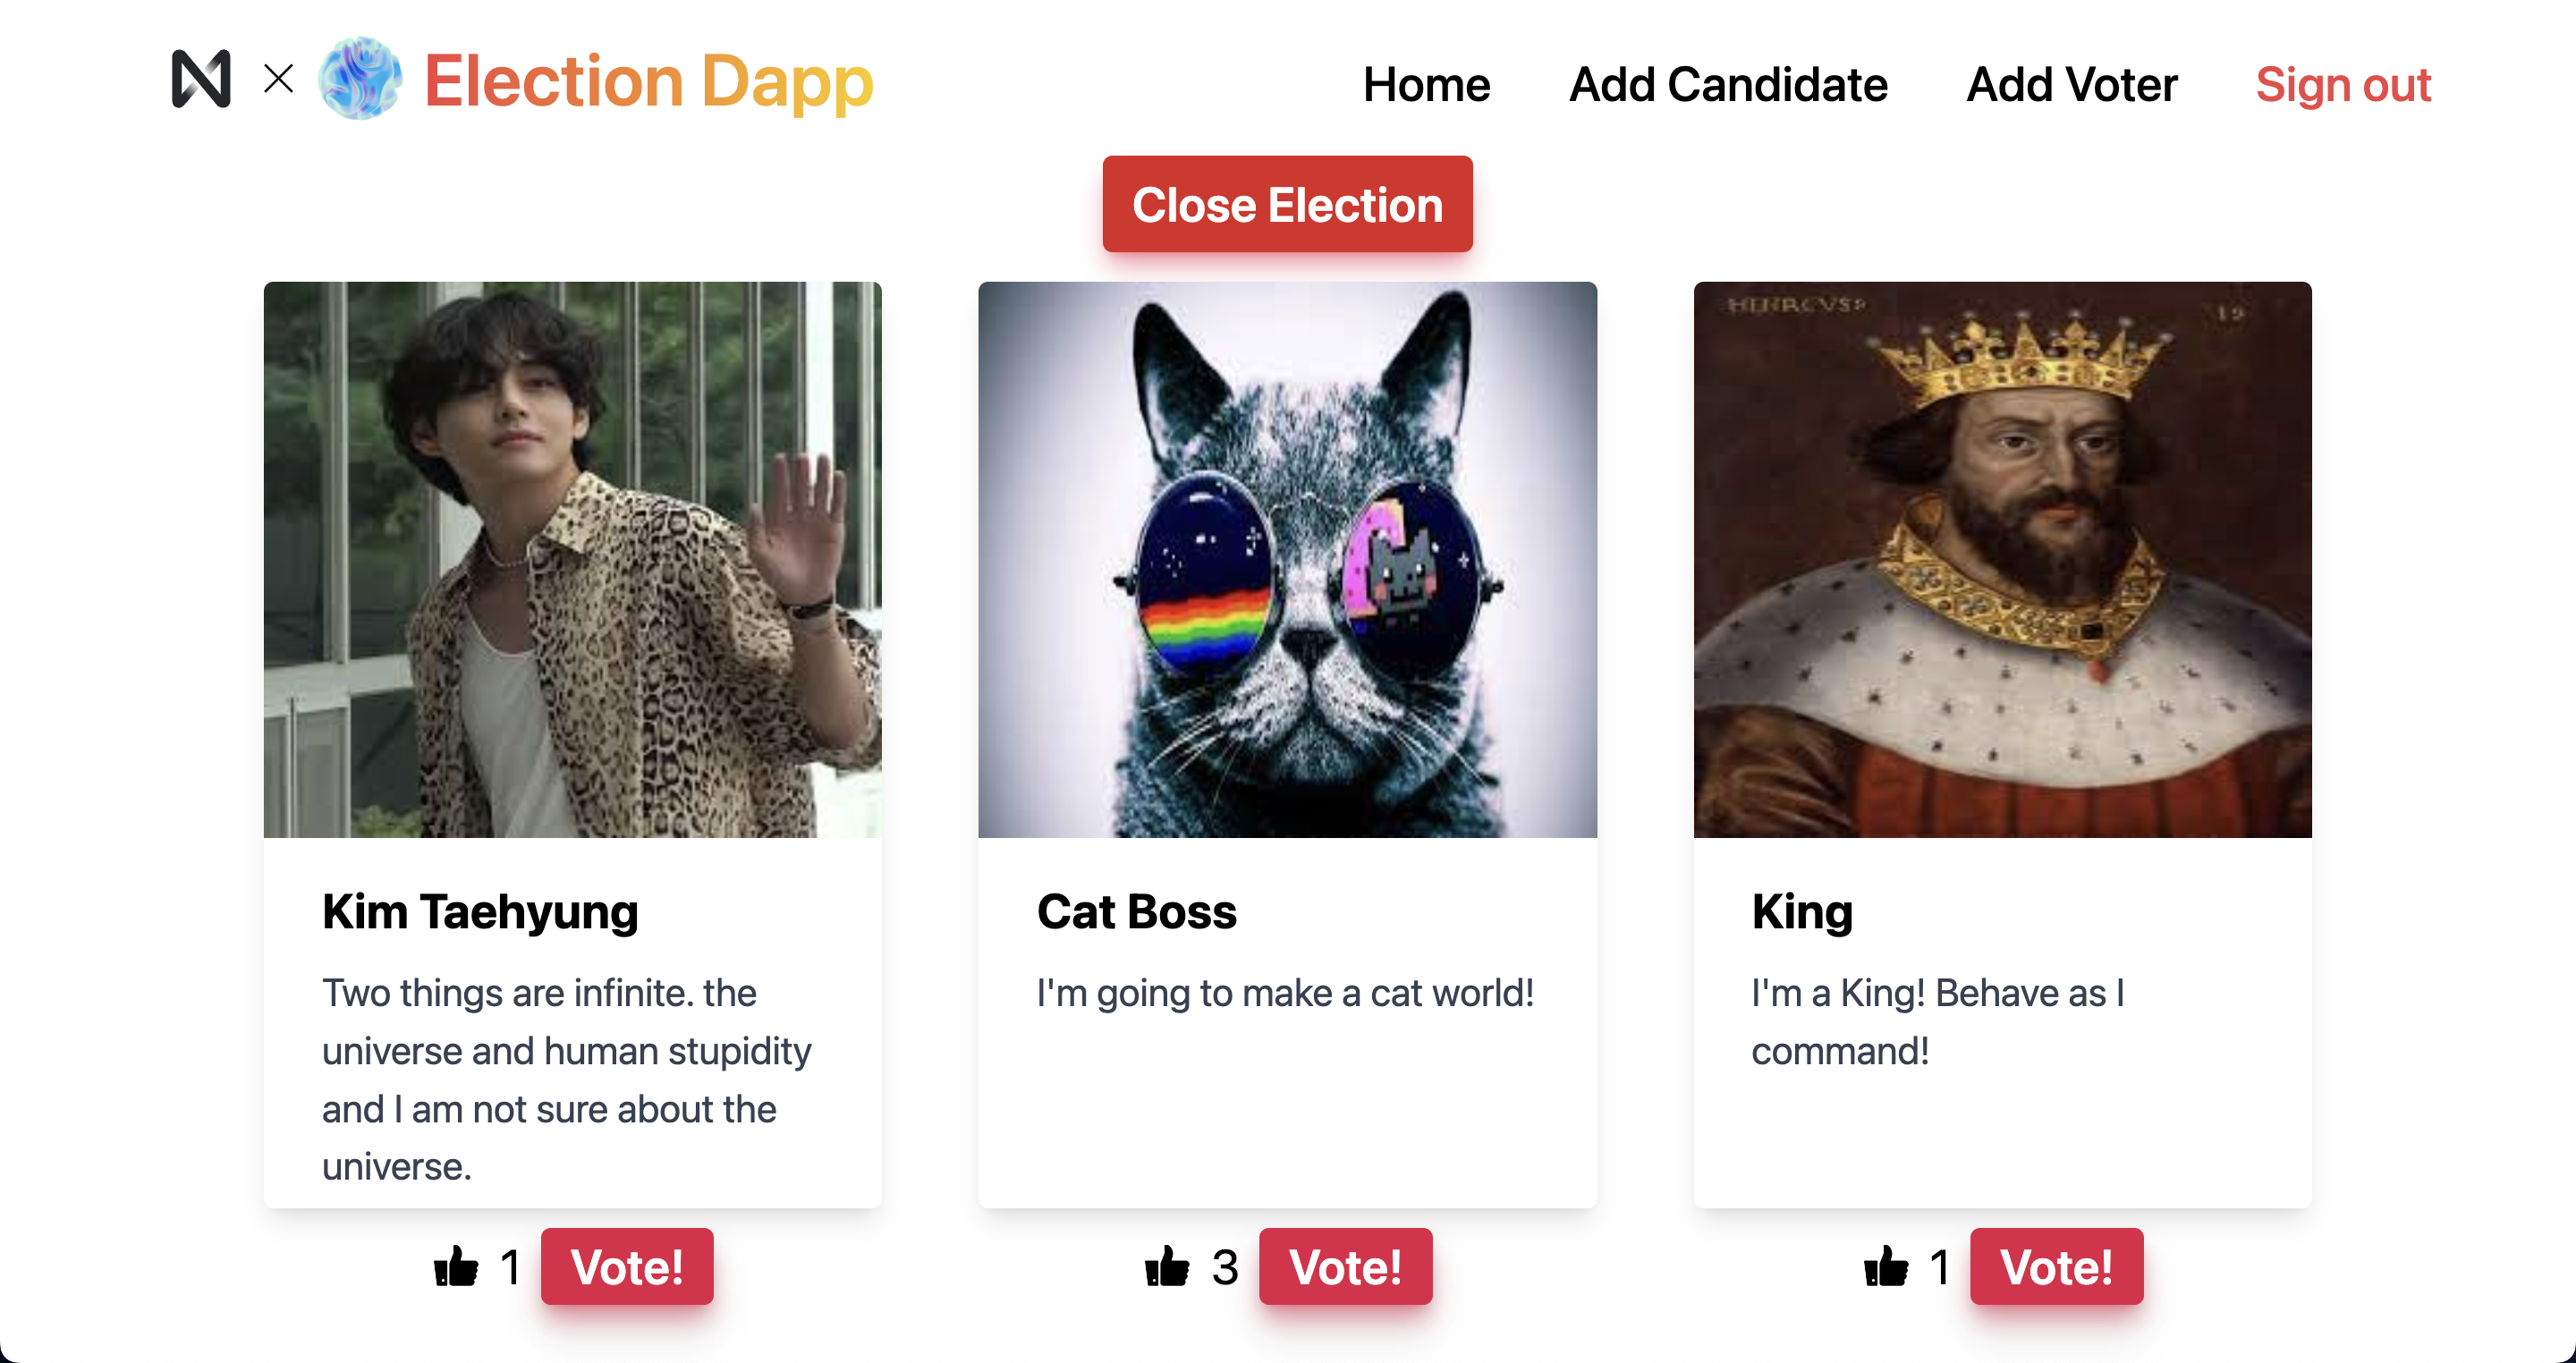 Election Dapp
Home
Add Candidate
Add Voter
Sign out
Close Election
HENRCVS
19
Kim Taehyung
Two things are infinite. the
universe and human stupidity
and I am not sure about the
universe.
1
Vote!
Cat Boss
I'm going to make a cat world!
3
Vote!
King
I'm a King! Behave as I
command!
1
Vote!